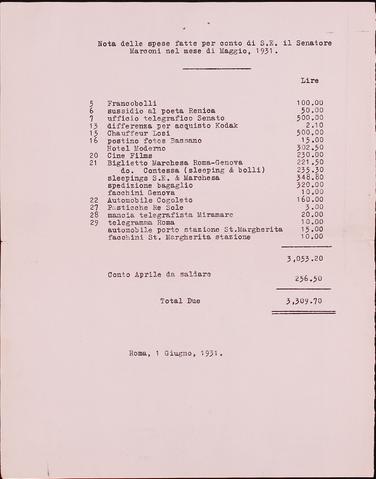 Nota delle spese fatte per conto di S.E. il Senatore
Marconi nel mese di Maggio, 1931.
Lire
5 Francobolli 100.00
6 sussidio al poeta Renica 50.00
7 ufficio telegrafico Senato 500.00
13 differenza per acquisto Kodak 2.10
15 Chauffeur Losi 500.00
16 postino fotos Bassano 15.00
Hotel Moderno 302.50
20 Cine Films 230.00
21 Biglietto Marchesa Roma-Genova 221.50
do. Contessa (sleeping & bolli) 235.30
sleepings S.E. & Marchesa 348.80
spedizione bagaglio 320.00
facchini Genova 10.00
22 Automobile Cogoleto 160.00
27 Pasticche Re Sole 3.00
28 mancia telegrafista Miramare 20.00
29 telegramma Roma 10.00
automobile porto stazione St.Margherita 15.00
facchini St. Margherita stazione 10.00
3,053.20
Conto Aprile da saldare 256.50
Total Due 3,309.70
Roma, 1 Giugno, 1931.